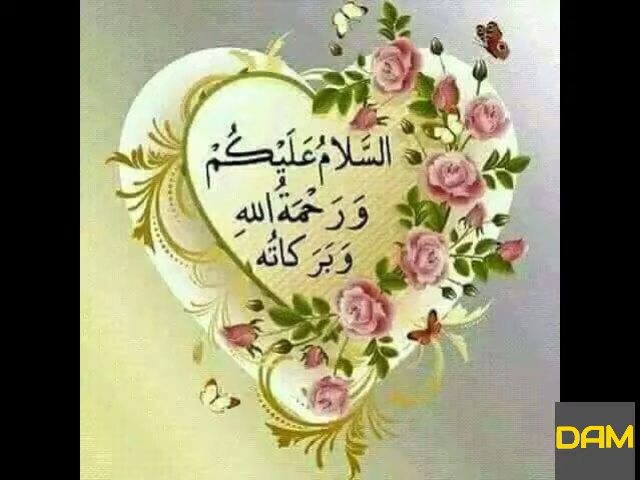 السَّلَامُ عَلَيْكُمْ
وَرَحْمَةُ اللهِ
وَبَرَكَاتُه
DAM